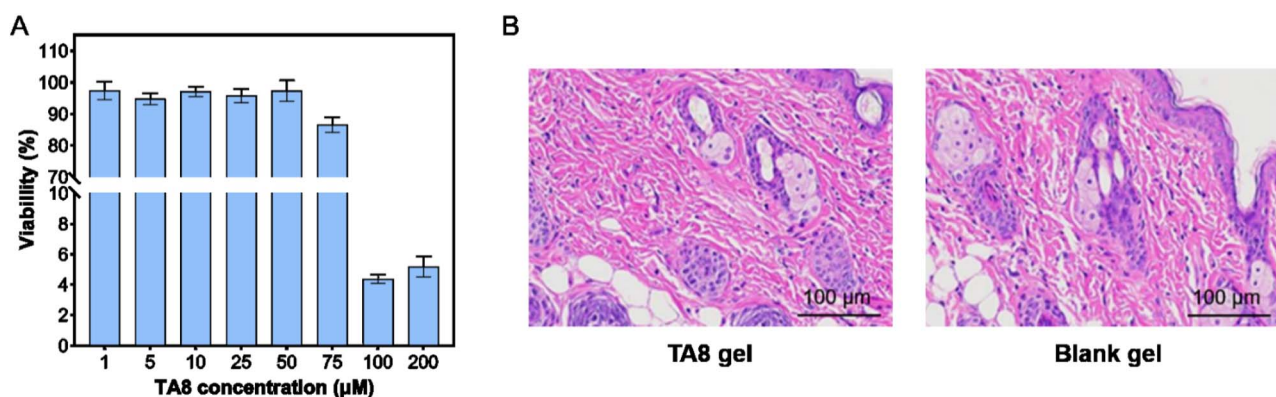 A
B
110
100
90
80
70
10
8
6
4
2
0
Viabillity (%)
1 5 10 25 50 75 100 200
TA8 concentration (μM)
100 μm
100 μm
TA8 gel
Blank gel